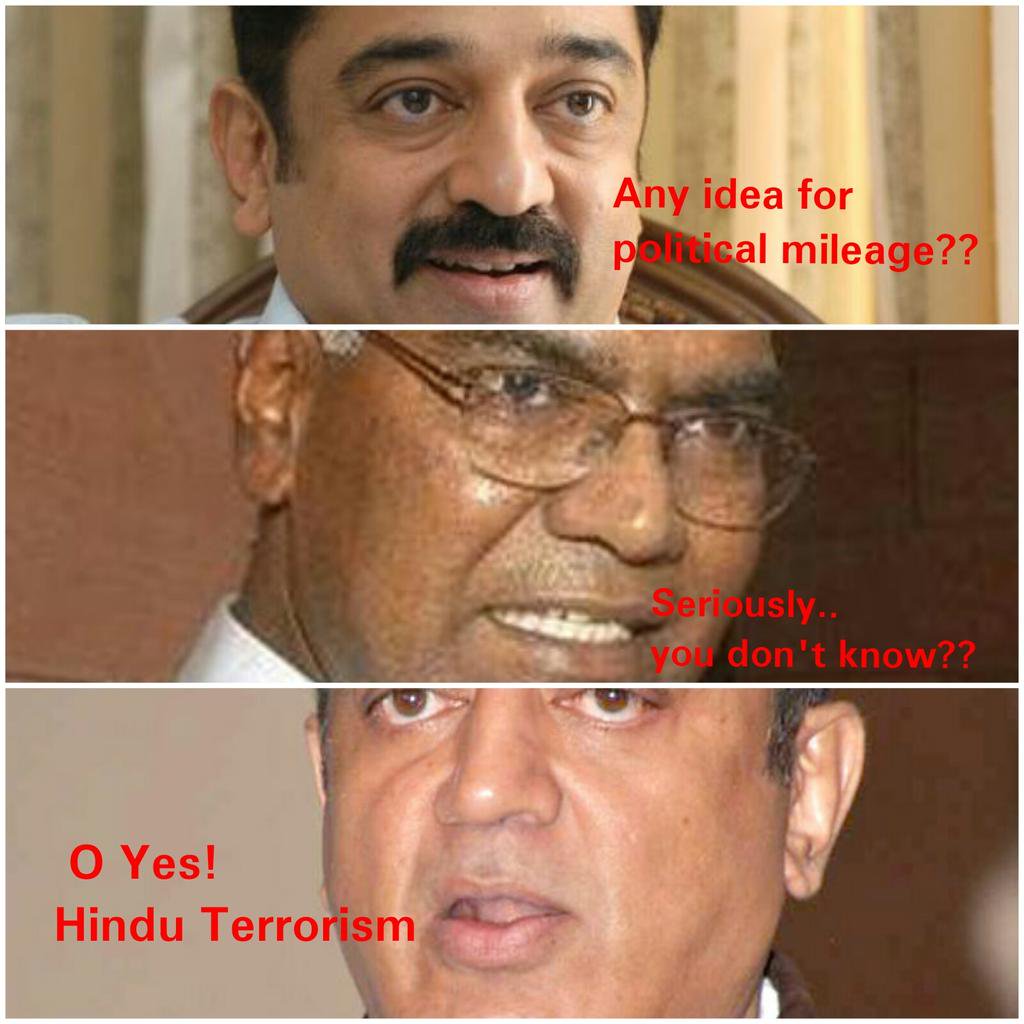 Any idea for
political mileage??
Seriously..
you don't know??
O Yes!
Hindu Terrorism